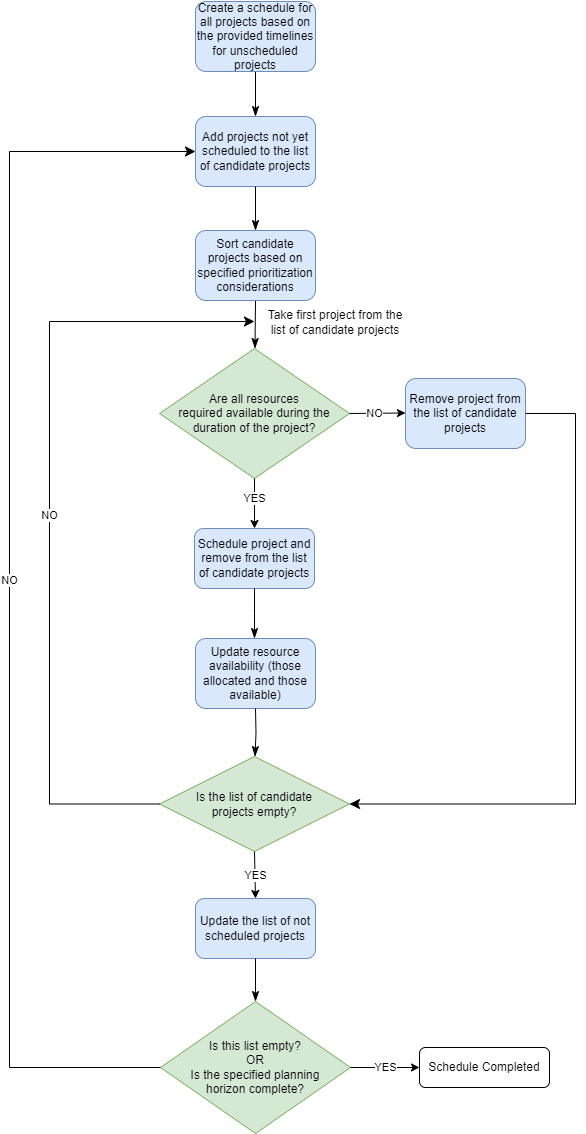 Create a schedule for
all projects based on
the provided timelines
for unscheduled
projects
Add projects not yet
scheduled to the list
of candidate projects
Sort candidate
projects based on
specified prioritization
considerations
Take first project from the
list of candidate projects
Are all resources
required available during the
duration of the project?
NO
Remove project from
the list of candidate
projects
YES
NO
Schedule project and
remove from the list
of candidate projects
NO
Update resource
availability (those
allocated and those
available)
Is the list of candidate
projects empty?
YES
Update the list of not
scheduled projects
Is this list empty?
OR
Is the specified planning
horizon complete?
YES
Schedule Completed